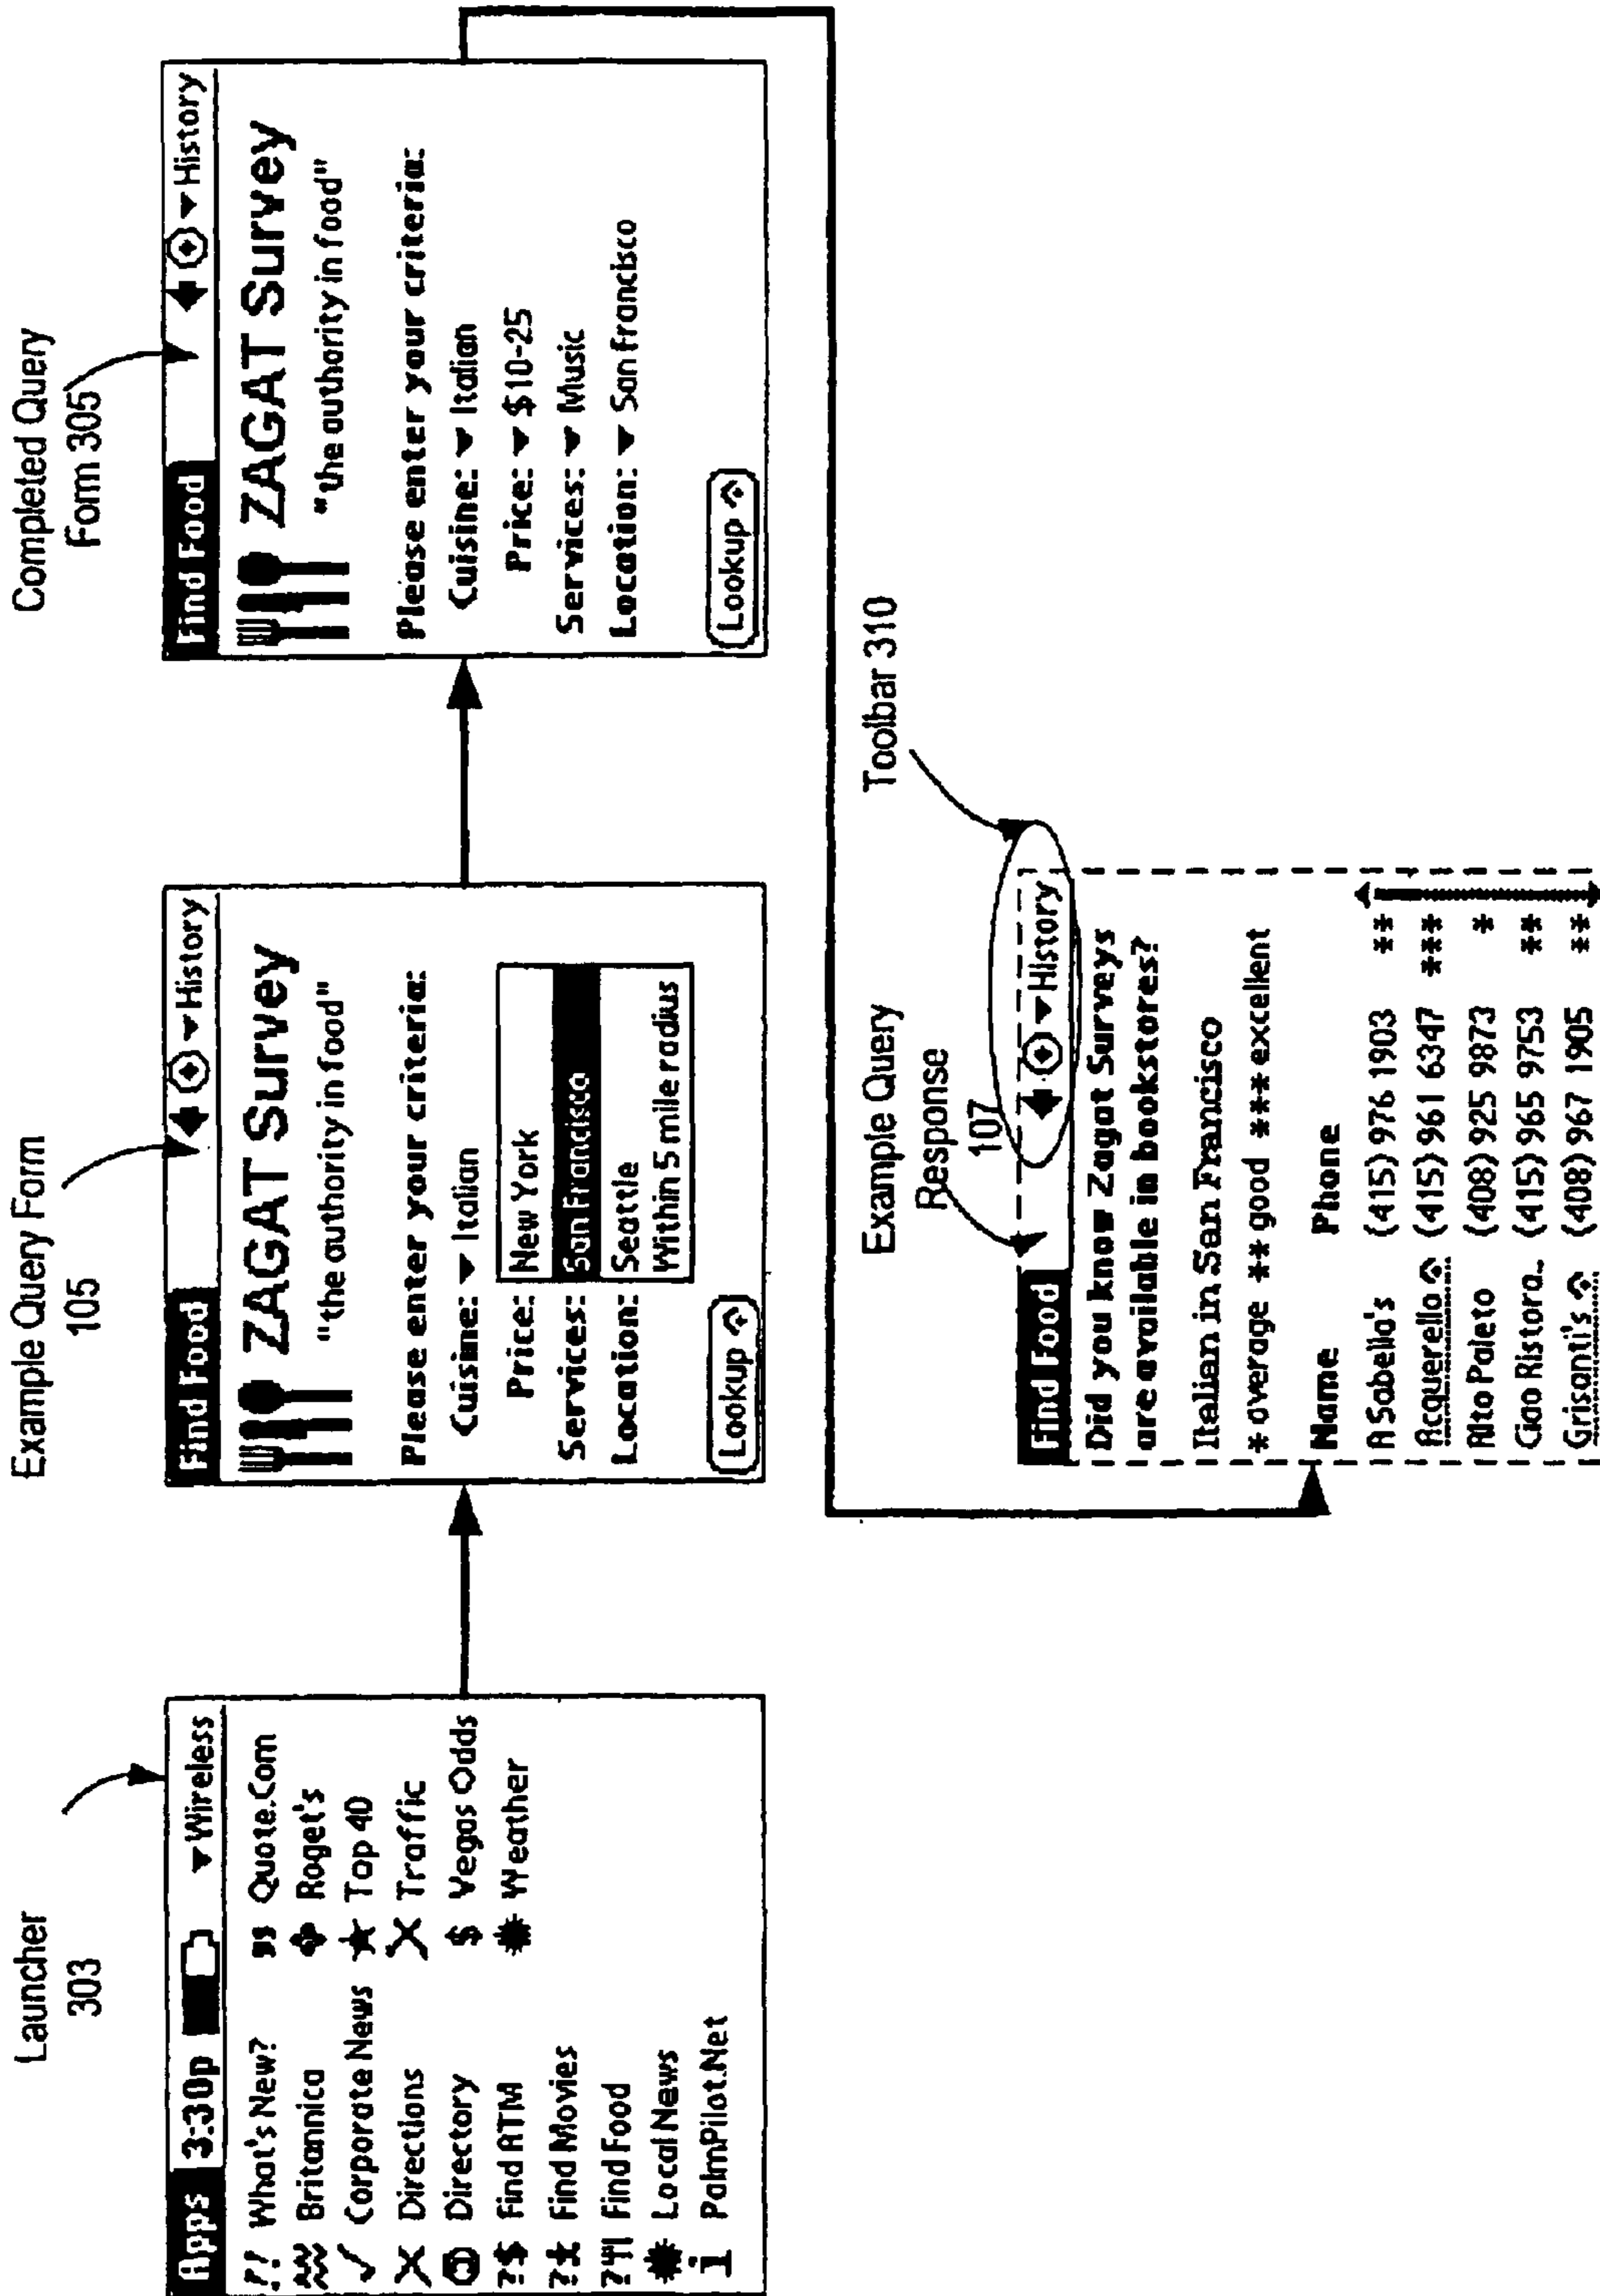 Launcher
303
Apps 3:30p Wireless
?! What's New?
Britannica
Corporate News
Directions
Directory
?$ Find ATM
? Find Movies
? Find Food
Local News
i PalmPilot.Net
" Quote.Com
Roget's
Top 40
Traffic
$ Vegas Odds
Weather
Example Query Form
105
Find Food History
ZAGAT Survey
"the authority in food"
Please enter your criteria:
Cuisine: Italian
Price:
Services:
Location:
New York
San Francisco
Seattle
Within 5 mile radius
Lookup
Completed Query
Form 305
Find Food History
ZAGAT Survey
"the authority in food"
Please enter your criteria:
Cuisine: Italian
Price: $10-25
Services: Music
Location: San Francisco
Lookup
Example Query
Response
107
Toolbar 310
Find Food History
Did you know Zagat Surveys
are available in bookstores?
Italian in San Francisco
* average ** good *** excellent
Name Phone
A Sabella's (415) 976 1903 **
Acquerello (415) 961 6347 ***
Alto Paleto (408) 925 9873 *
Ciao Ristora.. (415) 965 9753 **
Grisanti's (408) 967 1905 **